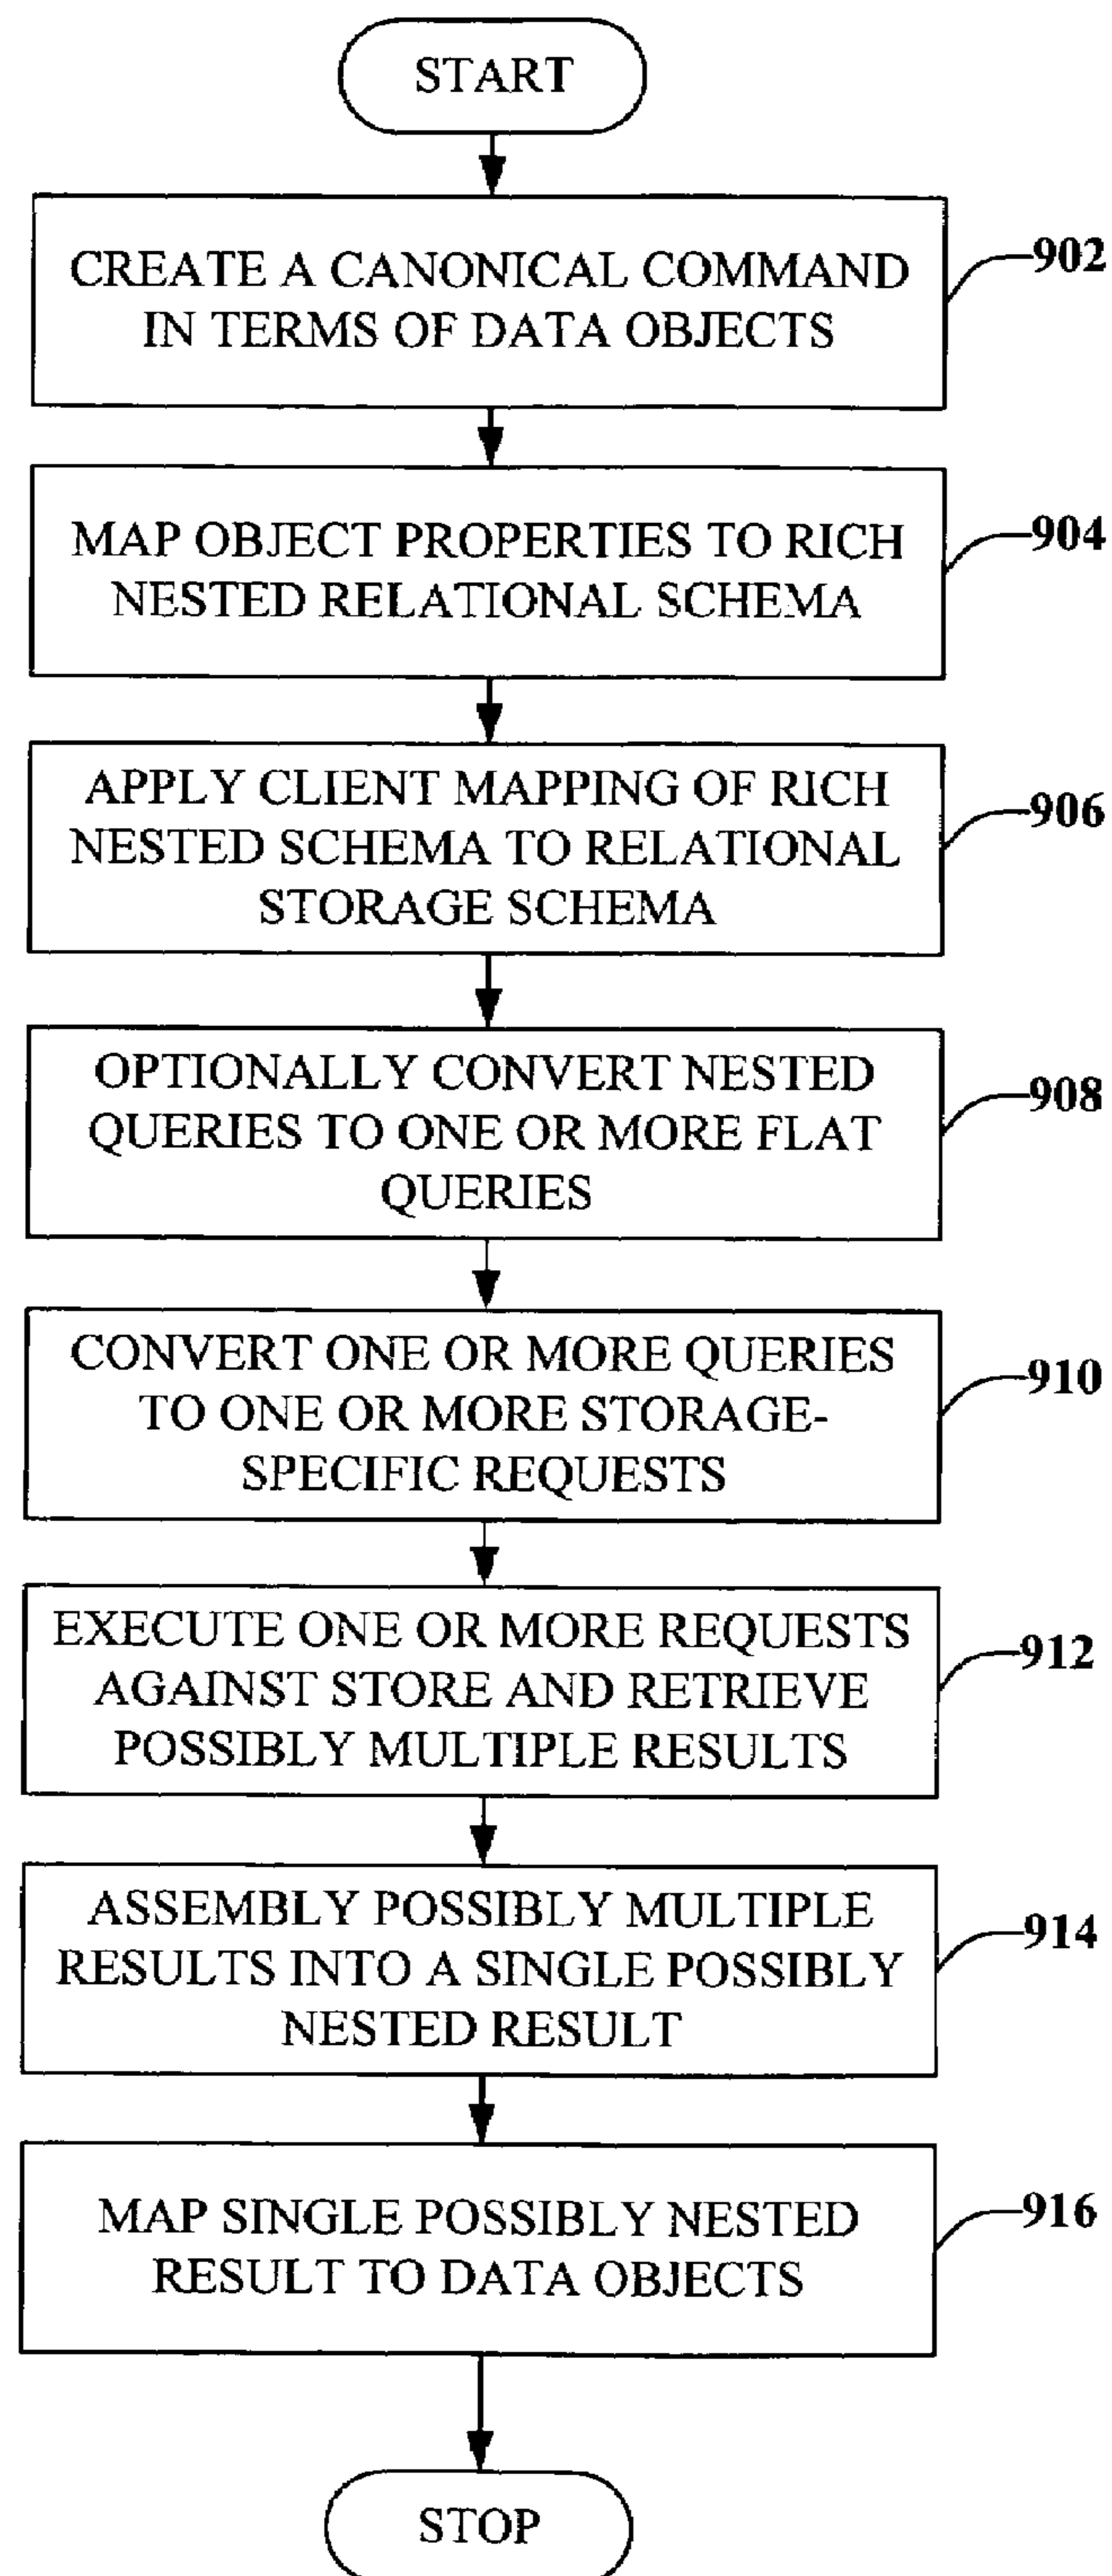 START
CREATE A CANONICAL COMMAND
IN TERMS OF DATA OBJECTS
902
MAP OBJECT PROPERTIES TO RICH
NESTED RELATIONAL SCHEMA
904
APPLY CLIENT MAPPING OF RICH
NESTED SCHEMA TO RELATIONAL
STORAGE SCHEMA
906
OPTIONALLY CONVERT NESTED
QUERIES TO ONE OR MORE FLAT
QUERIES
908
CONVERT ONE OR MORE QUERIES
TO ONE OR MORE STORAGE-
SPECIFIC REQUESTS
910
EXECUTE ONE OR MORE REQUESTS
AGAINST STORE AND RETRIEVE
POSSIBLY MULTIPLE RESULTS
912
ASSEMBLY POSSIBLY MULTIPLE
RESULTS INTO A SINGLE POSSIBLY
NESTED RESULT
914
MAP SINGLE POSSIBLY NESTED
RESULT TO DATA OBJECTS
916
STOP